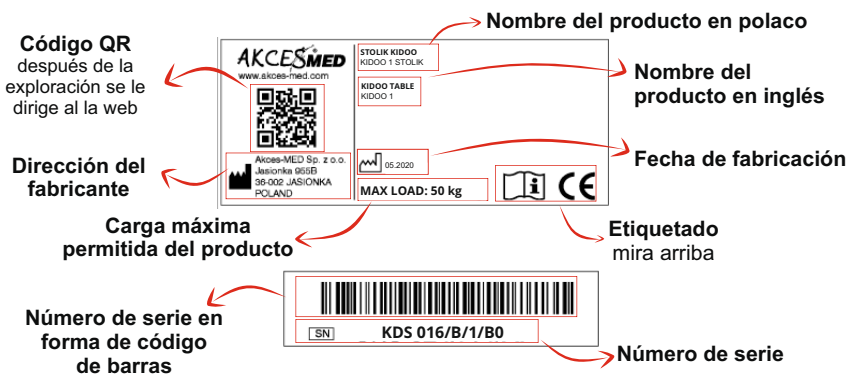 Nombre del producto en polaco
Código QR
después de la
exploración se le
dirige al la web
AKCESMED
www.akces-med.com
STOLIK KIDOO
KIDOO 1 STOLIK
KIDOO TABLE
KIDOO 1
Nombre del
producto en inglés
Dirección del
fabricante
Akces-MED Sp. z o.o.
Jasionka 955B
36-002 JASIONKA
POLAND
05.2020
Fecha de fabricación
MAX LOAD: 50 kg
i
CE
Carga máxima
permitida del producto
Etiquetado
mira arriba
Número de serie en
forma de código
de barras
SN
KDS 016/B/1/B0
Número de serie